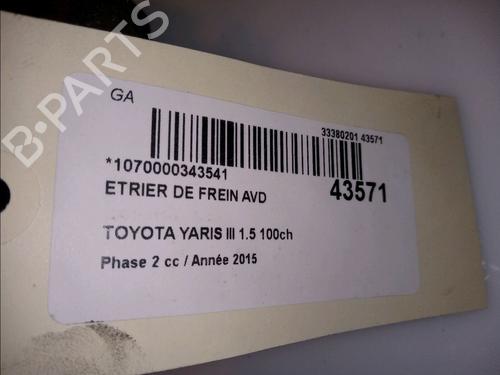 B-PARTS
GA
33380201 43571
*1070000343541
43571
ETRIER DE FREIN AVD
TOYOTA YARIS III 1.5 100ch
Phase 2 cc / Année 2015